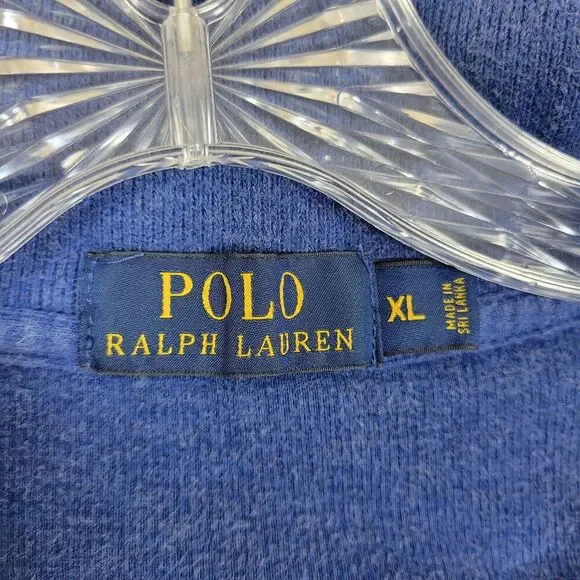 POLO
RALPH LAUREN
XL
MADE IN
SRI LANKA